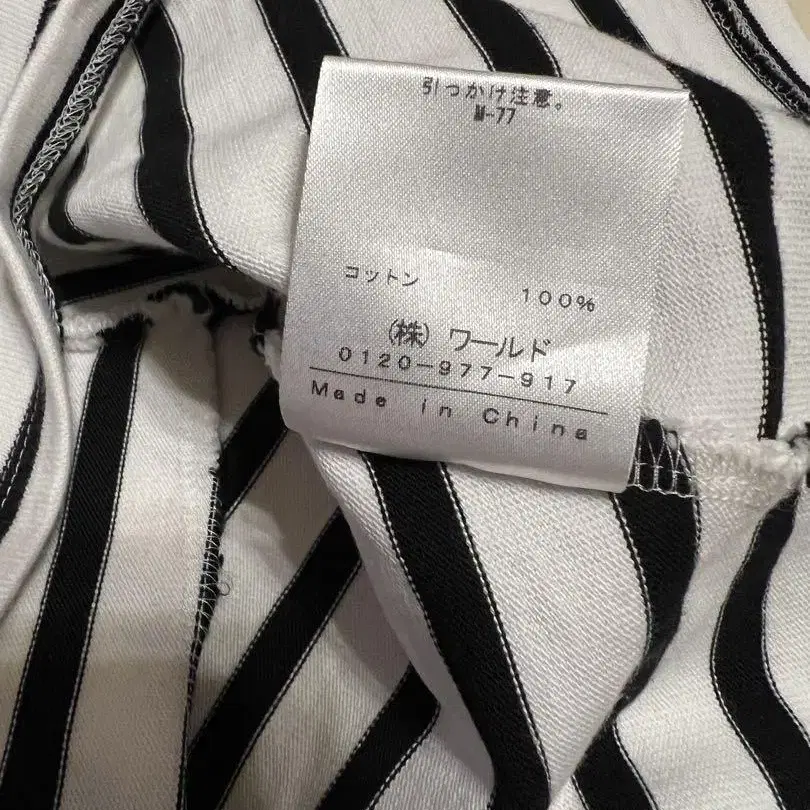 引っかけ注意。
M-77
コットン 100%
(株) ワールド
0120-977-917
Made in China